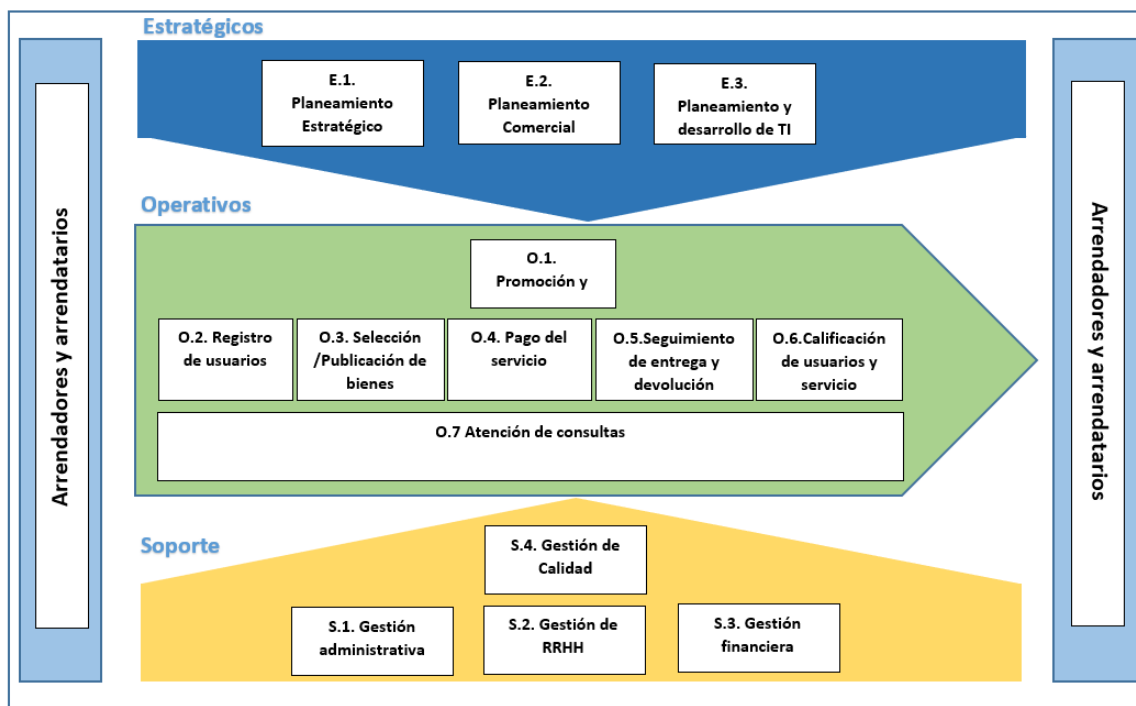 Estratégicos
E.1.
Planeamiento
Estratégico
E.2.
Planeamiento
Comercial
E.3.
Planeamiento y
desarrollo de TI
Arrendadores y arrendatarios
Operativos
O.1.
Promoción y
O.2. Registro
de usuarios
O.3. Selección
/Publicación de
bienes
O.4. Pago del
servicio
O.5.Seguimiento
de entrega y
devolución
O.6.Calificación
de usuarios y
servicio
O.7 Atención de consultas
Arrendadores y arrendatarios
Soporte
S.4. Gestión de
Calidad
S.1. Gestión
administrativa
S.2. Gestión de
RRHH
S.3. Gestión
financiera